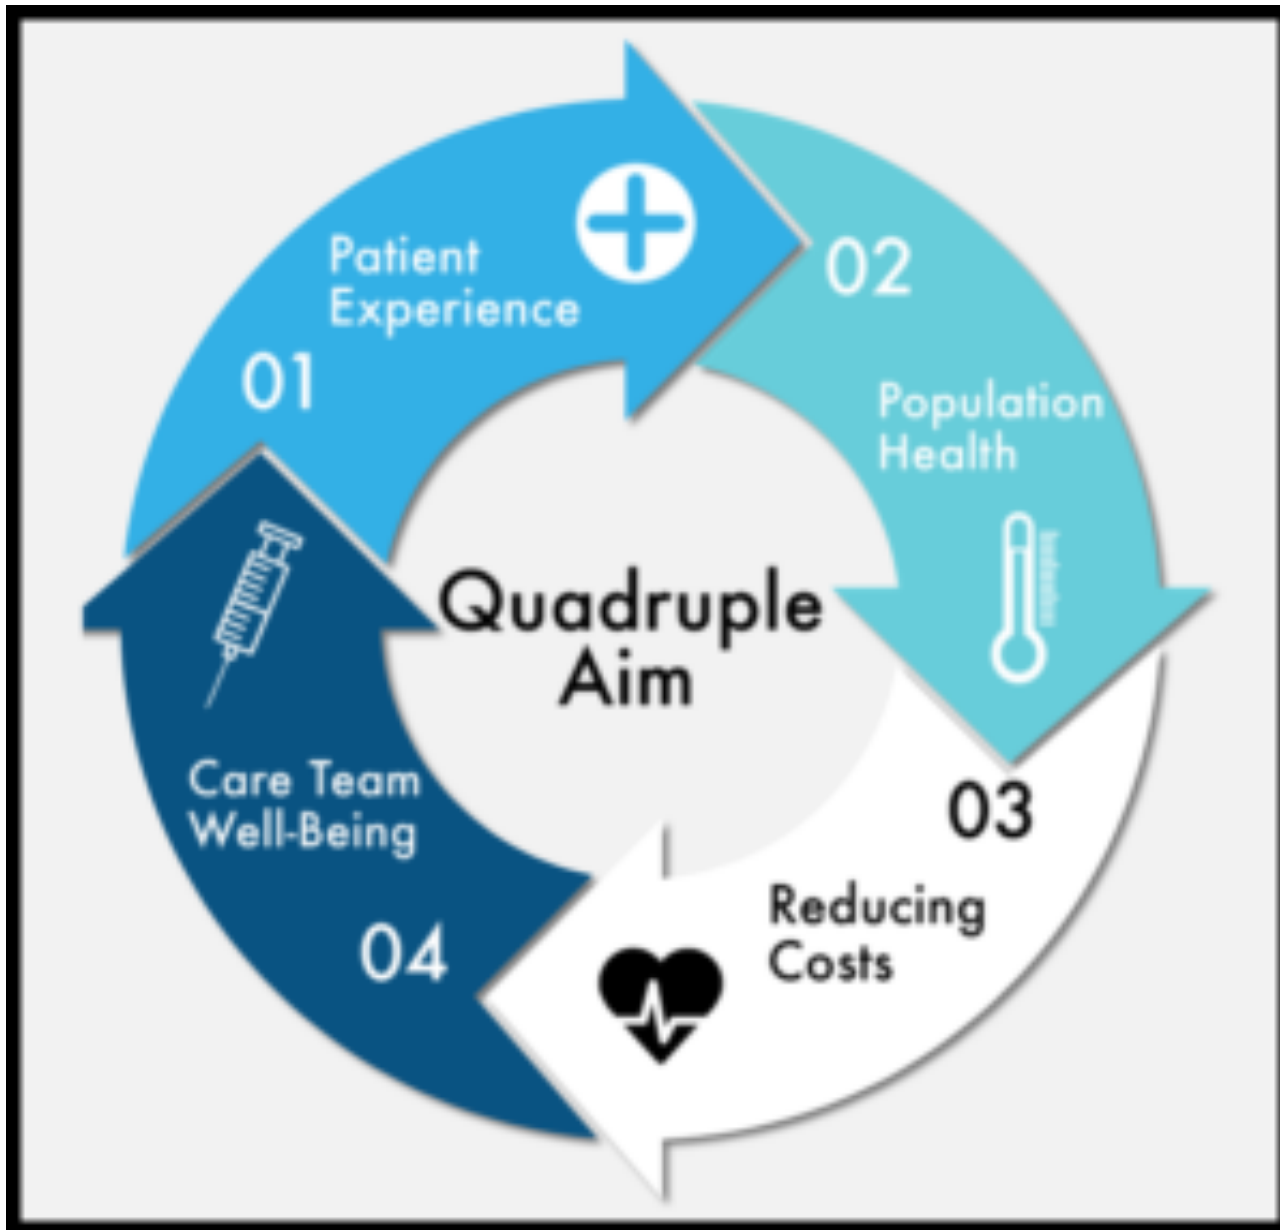 01
Patient
Experience
02
Population
Health
03
Reducing
Costs
04
Care Team
Well-Being
Quadruple
Aim